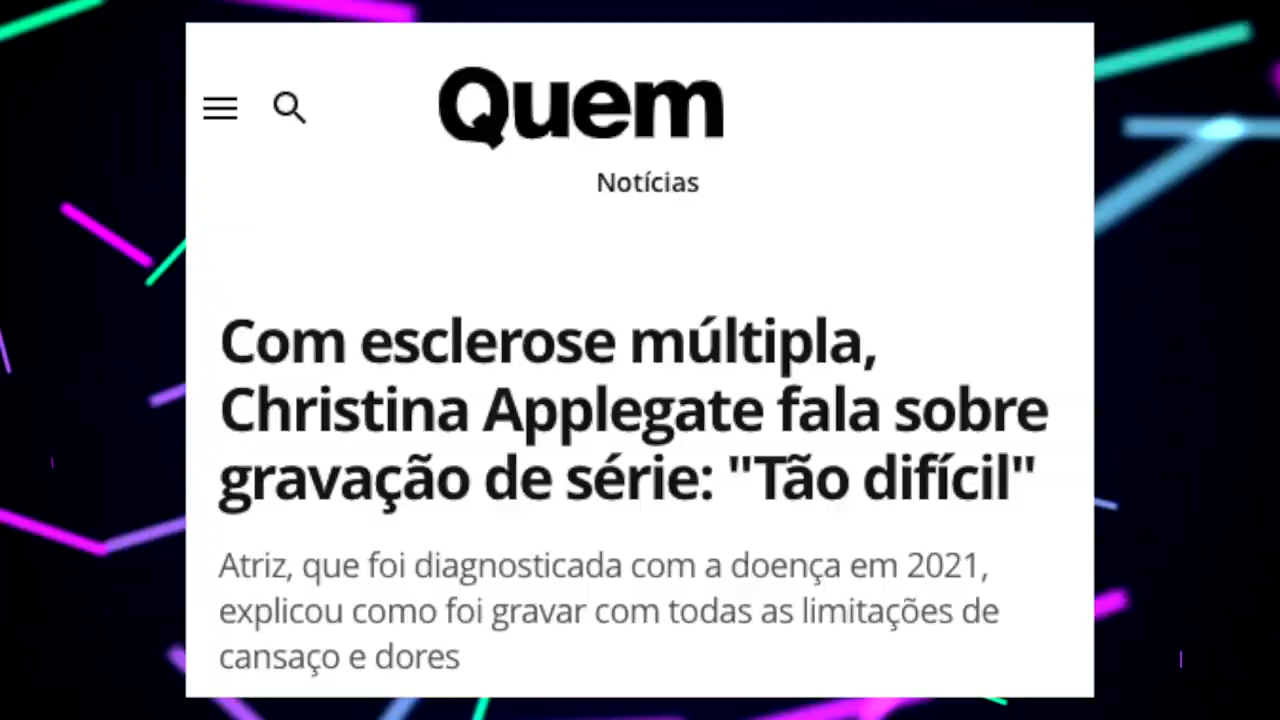 Quem
Notícias
Com esclerose múltipla,
Christina Applegate fala sobre
gravação de série: "Tão difícil"
Atriz, que foi diagnosticada com a doença em 2021,
explicou como foi gravar com todas as limitações de
cansaço e dores